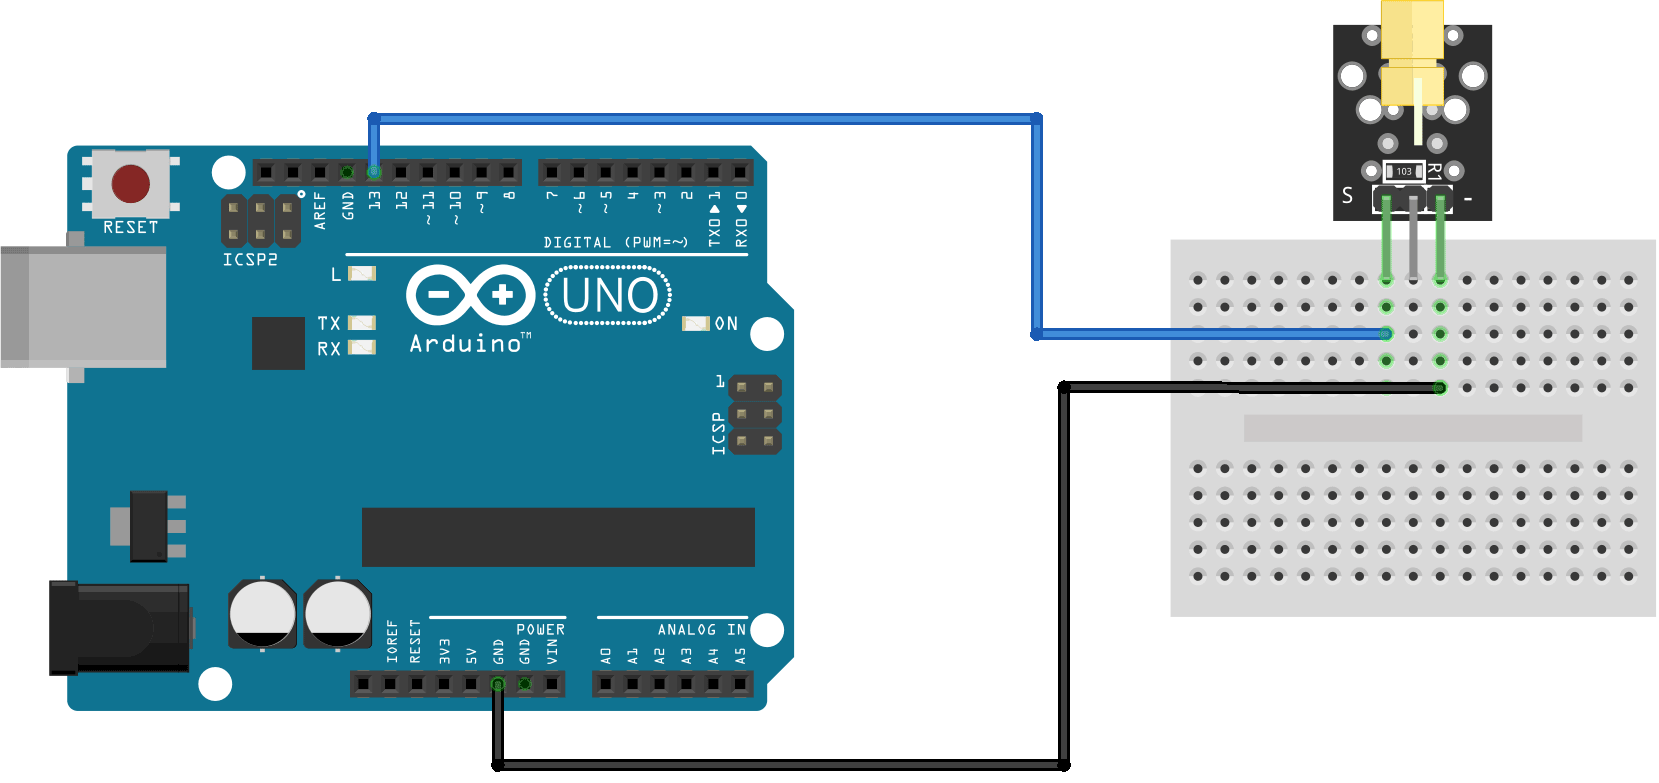 RESET
ICSP2
AREF
GND
13
12
~11
~10
~9
8
7
~6
~5
4
~3
2
TX0▶1
RX0◀0
DIGITAL (PWM=~)
L
TX
RX
UNO
Arduino™
ON
1
ICSP
S
103
R1
-
POWER
ANALOG IN
IOREF
RESET
3V3
5V
GND
GND
VIN
A0
A1
A2
A3
A4
A5